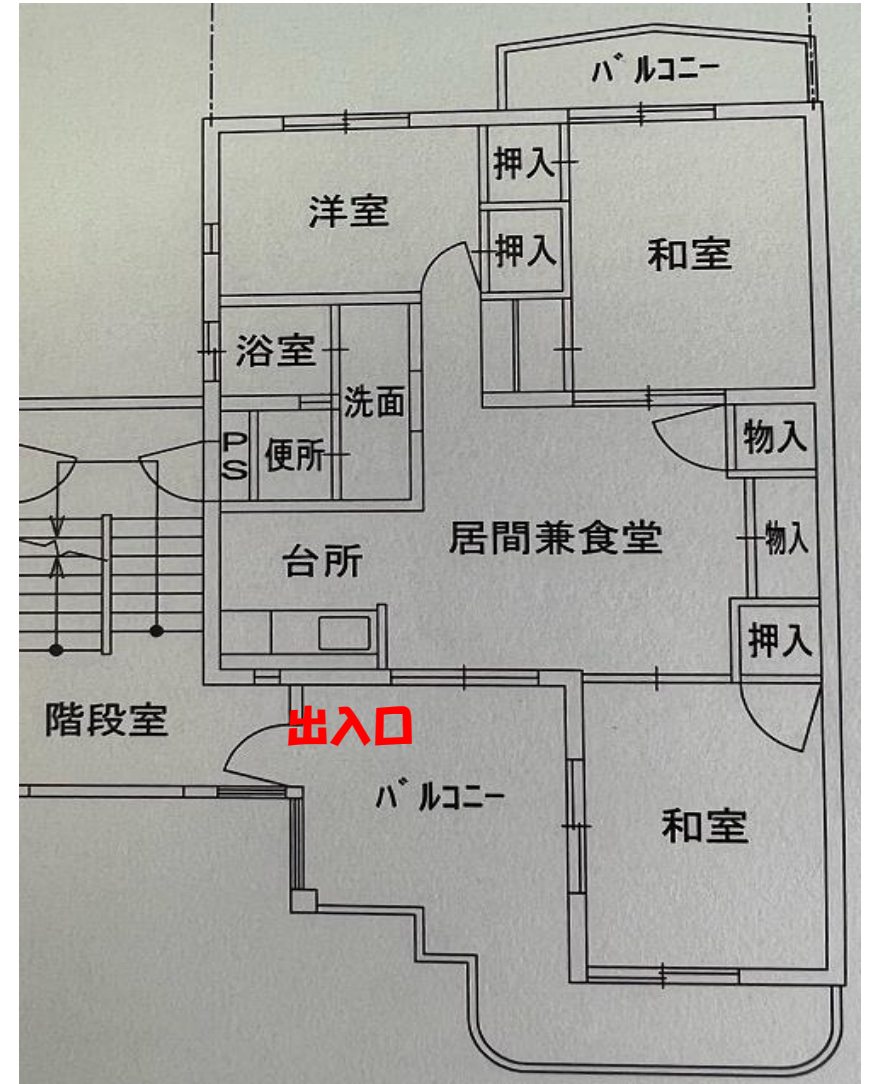 バルコニー
押入
洋室
押入
和室
浴室
洗面
物入
PS
便所
居間兼食堂
物入
台所
押入
階段室
出入口
バルコニー
和室